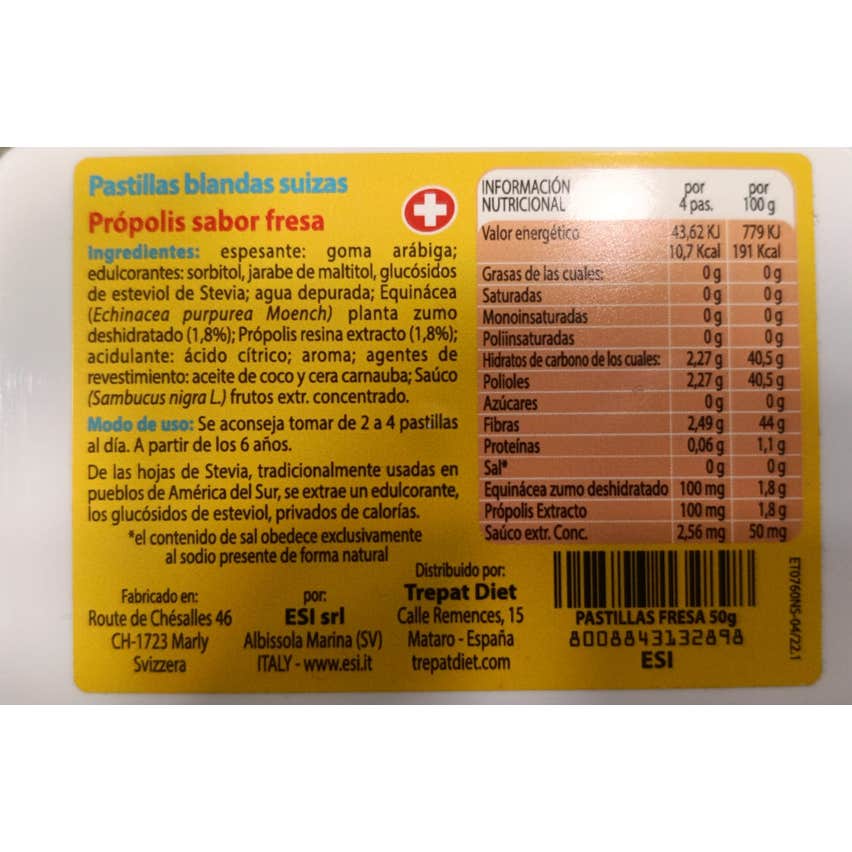 Pastillas blandas suizas
Própolis sabor fresa
Ingredientes: espesante: goma arábiga;
edulcorantes: sorbitol, jarabe de maltitol, glucósidos
de esteviol de Stevia; agua depurada; Equinácea
(Echinacea purpurea Moench) planta zumo
deshidratado (1,8%); Própolis resina extracto (1,8%);
acidulante: ácido cítrico; aroma; agentes de
revestimiento: aceite de coco y cera carnauba; Saúco
(Sambucus nigra L.) frutos extr. concentrado.
Modo de uso: Se aconseja tomar de 2 a 4 pastillas
al día. A partir de los 6 años.
De las hojas de Stevia, tradicionalmente usadas en
pueblos de América del Sur, se extrae un edulcorante,
los glucósidos de esteviol, privados de calorías.
*el contenido de sal obedece exclusivamente
al sodio presente de forma natural
Fabricado en:
Route de Chésalles 46
CH-1723 Marly
Svizzera
por:
ESI srl
Albissola Marina (SV)
ITALY - www.esi.it
Distribuido por:
Trepat Diet
Calle Remences, 15
Mataro - España
trepatdiet.com
INFORMACIÓN NUTRICIONAL por 4 pas. por 100 g
Valor energético 43,62 KJ 779 KJ
10,7 Kcal 191 Kcal
Grasas de las cuales: 0 g 0 g
Saturadas 0 g 0 g
Monoinsaturadas 0 g 0 g
Poliinsaturadas 0 g 0 g
Hidratos de carbono de los cuales: 2,27 g 40,5 g
Polioles 2,27 g 40,5 g
Azúcares 0 g 0 g
Fibras 2,49 g 44 g
Proteínas 0,06 g 1,1 g
Sal* 0 g 0 g
Equinácea zumo deshidratado 100 mg 1,8 g
Própolis Extracto 100 mg 1,8 g
Saúco extr. Conc. 2,56 mg 50 mg
PASTILLAS FRESA 50g
8008843132898
ESI
ET0760NS-04/22.1